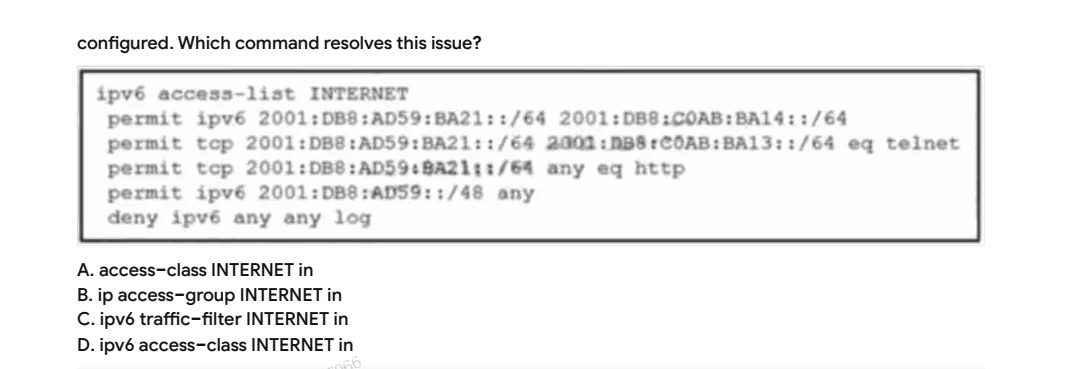 configured. Which command resolves this issue?
ipv6 access-list INTERNET
permit ipv6 2001:DB8:AD59:BA21::/64 2001:DB8:C0AB:BA14::/64
permit tcp 2001:DB8:AD59:BA21::/64 2001:DB8:C0AB:BA13::/64 eq telnet
permit tcp 2001:DB8:AD59:BA21::/64 any eq http
permit ipv6 2001:DB8:AD59::/48 any
deny ipv6 any any log
A. access-class INTERNET in
B. ip access-group INTERNET in
C. ipv6 traffic-filter INTERNET in
D. ipv6 access-class INTERNET in